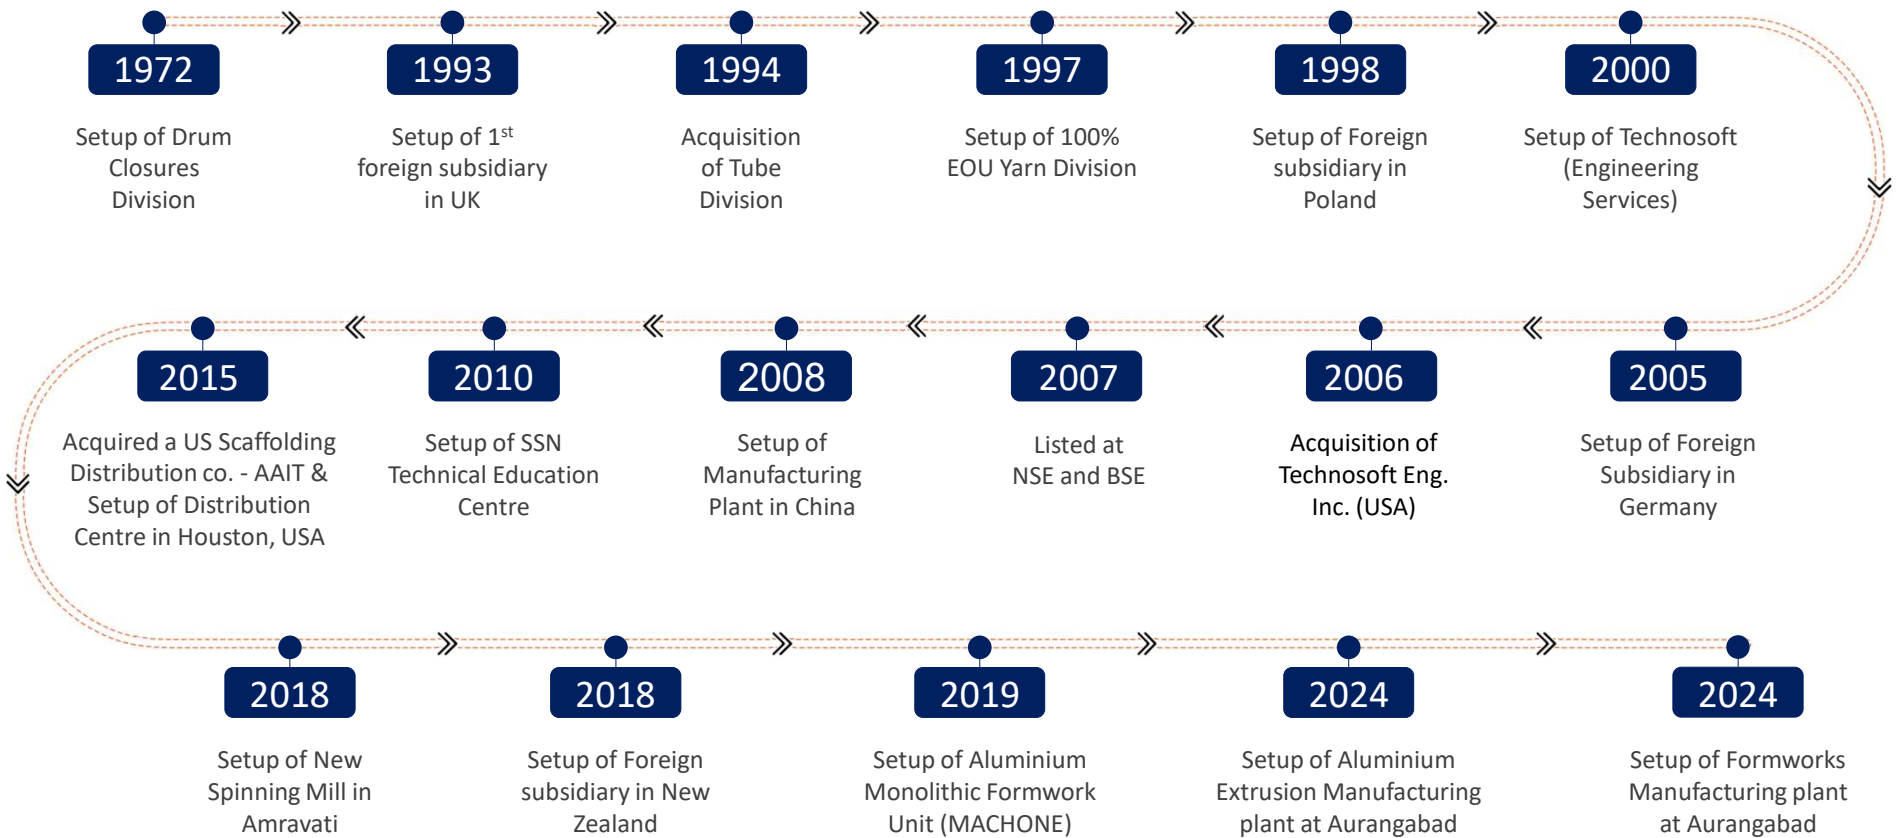 1972
Setup of Drum
Closures
Division
1993
Setup of 1st
foreign subsidiary
in UK
1994
Acquisition
of Tube
Division
1997
Setup of 100%
EOU Yarn Division
1998
Setup of Foreign
subsidiary in
Poland
2000
Setup of Technosoft
(Engineering
Services)
2005
Setup of Foreign
Subsidiary in
Germany
2006
Acquisition of
Technosoft Eng.
Inc. (USA)
2007
Listed at
NSE and BSE
2008
Setup of
Manufacturing
Plant in China
2010
Setup of SSN
Technical Education
Centre
2015
Acquired a US Scaffolding
Distribution co. - AAIT &
Setup of Distribution
Centre in Houston, USA
2018
Setup of New
Spinning Mill in
Amravati
2018
Setup of Foreign
subsidiary in New
Zealand
2019
Setup of Aluminium
Monolithic Formwork
Unit (MACHONE)
2024
Setup of Aluminium
Extrusion Manufacturing
plant at Aurangabad
2024
Setup of Formworks
Manufacturing plant
at Aurangabad